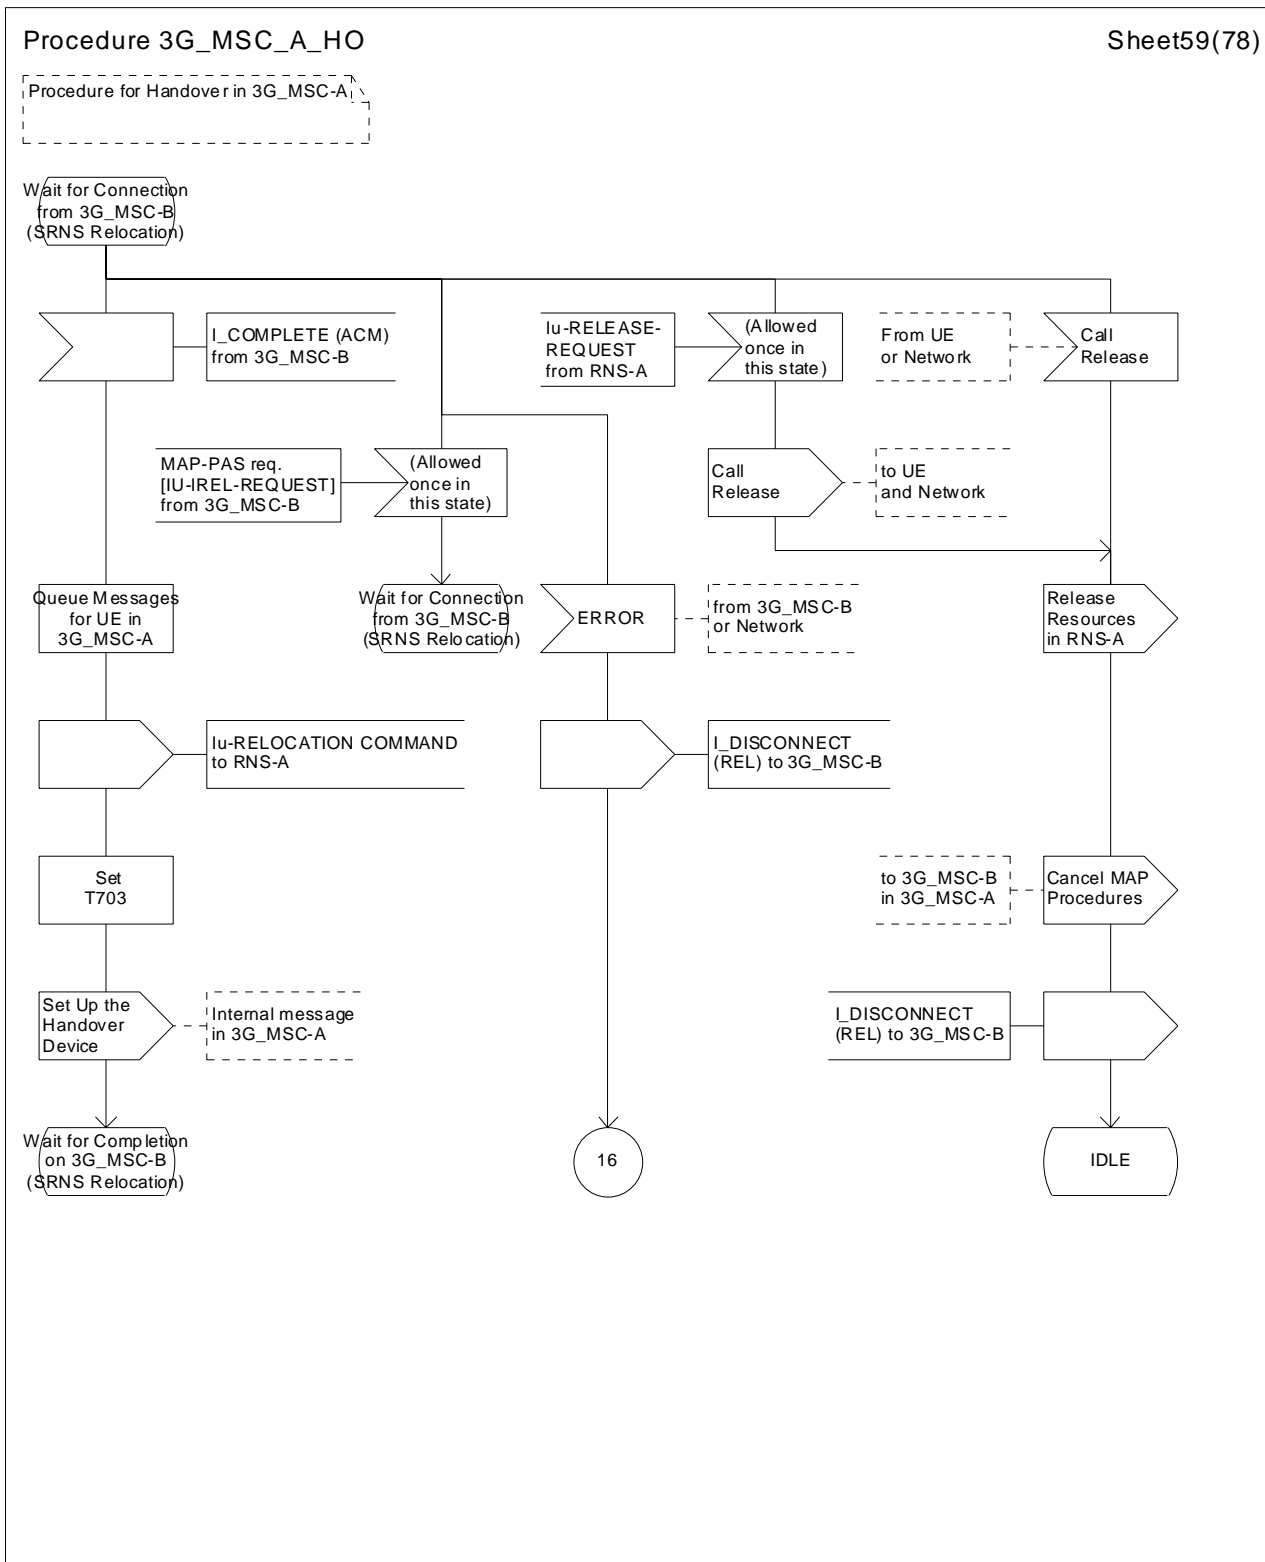 Procedure 3G_MSC_A_HO
Sheet59(78)
Procedure for Handover in 3G_MSC-A
Wait for Connection
from 3G_MSC-B
(SRNS Relocation)
I_COMPLETE (ACM)
from 3G_MSC-B
Iu-RELEASE-
REQUEST
from RNS-A
(Allowed
once in
this state)
From UE
or Network
Call
Release
MAP-PAS req.
[IU-IREL-REQUEST]
from 3G_MSC-B
(Allowed
once in
this state)
Call
Release
to UE
and Network
Queue Messages
for UE in
3G_MSC-A
Wait for Connection
from 3G_MSC-B
(SRNS Relocation)
ERROR
from 3G_MSC-B
or Network
Release
Resources
in RNS-A
Iu-RELOCATION COMMAND
to RNS-A
I_DISCONNECT
(REL) to 3G_MSC-B
Set
T703
to 3G_MSC-B
in 3G_MSC-A
Cancel MAP
Procedures
Set Up the
Handover
Device
Internal message
in 3G_MSC-A
I_DISCONNECT
(REL) to 3G_MSC-B
Wait for Completion
on 3G_MSC-B
(SRNS Relocation)
16
IDLE